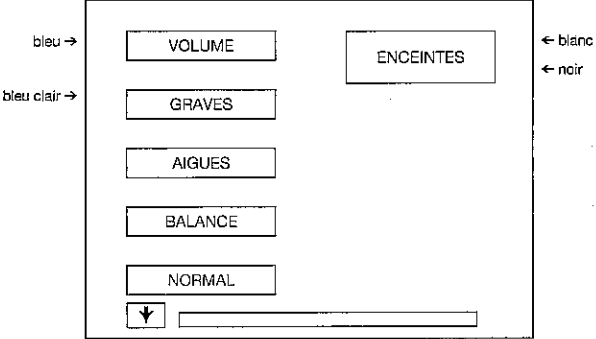 bleu →
VOLUME
ENCEINTES
← blanc
← noir
bleu clair →
GRAVES
AIGUES
BALANCE
NORMAL